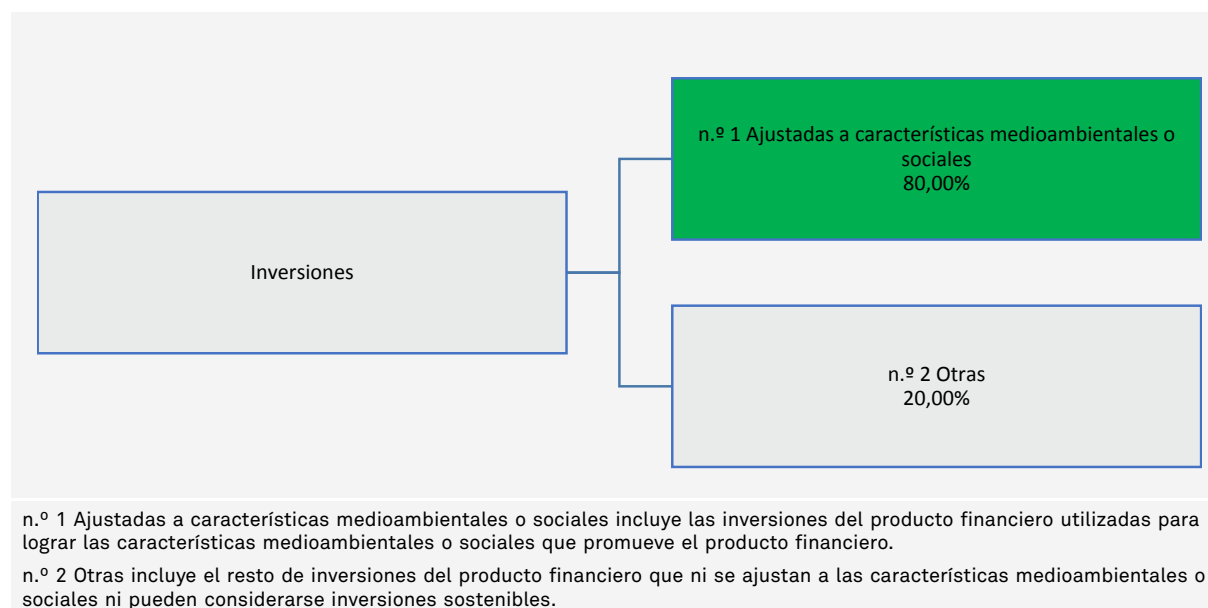 n.º 1 Ajustadas a características medioambientales o
sociales
80,00%
Inversiones
n.º 2 Otras
20,00%
n.º 1 Ajustadas a características medioambientales o sociales incluye las inversiones del producto financiero utilizadas para
lograr las características medioambientales o sociales que promueve el producto financiero.
n.º 2 Otras incluye el resto de inversiones del producto financiero que ni se ajustan a las características medioambientales o
sociales ni pueden considerarse inversiones sostenibles.